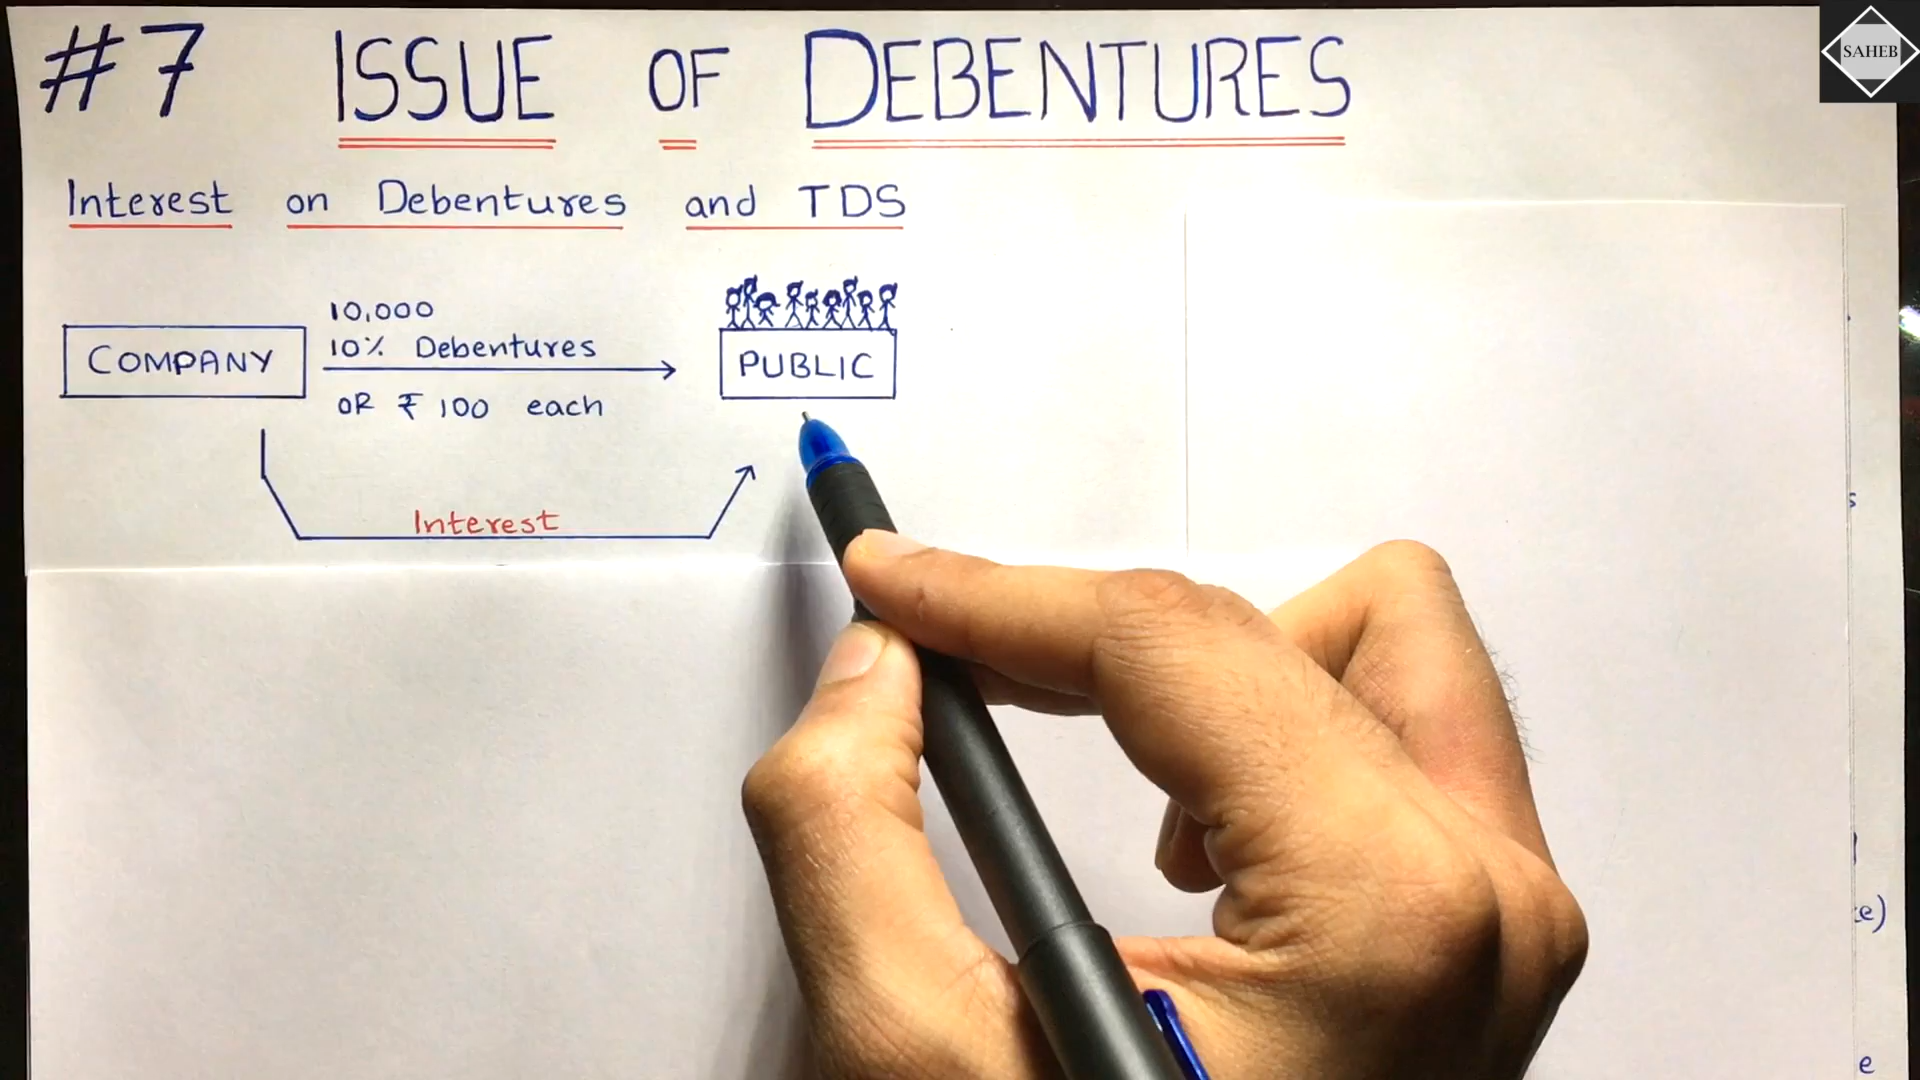 #7 ISSUE OF DEBENTURES
SAHEB
Interest on Debentures and TDS
10,000
10% Debentures
COMPANY
PUBLIC
OR ₹ 100 each
Interest
s
e)
e